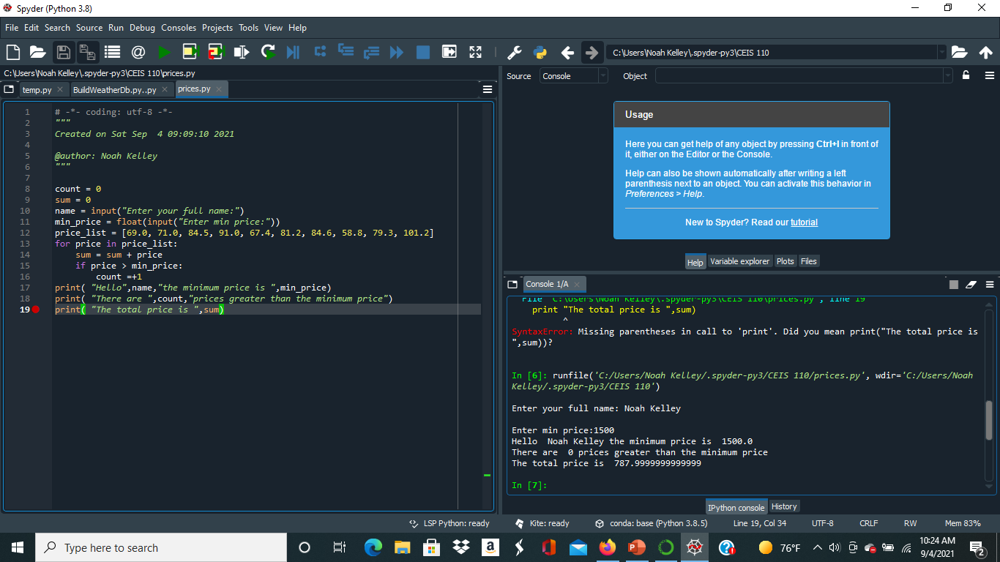 Spyder (Python 3.8)
File Edit Search Source Run Debug Consoles Projects Tools View Help
C:\Users\Noah Kelley\.spyder-py3\CEIS 110
C:\Users\Noah Kelley\.spyder-py3\CEIS 110\prices.py
temp.py BuildWeatherDb.py..py prices.py
1 # -*- coding: utf-8 -*-
2 """
3 Created on Sat Sep  4 09:09:10 2021
4
5 @author: Noah Kelley
6 """
7
8 count = 0
9 sum = 0
10 name = input("Enter your full name:")
11 min_price = float(input("Enter min price:"))
12 price_list = [69.0, 71.0, 84.5, 91.0, 67.4, 81.2, 84.6, 58.8, 79.3, 101.2]
13 for price in price_list:
14     sum = sum + price
15     if price > min_price:
16         count =+1
17 print( "Hello",name,"the minimum price is ",min_price)
18 print( "There are ",count,"prices greater than the minimum price")
19 print( "The total price is ",sum)
Source Console Object
Usage
Here you can get help of any object by pressing Ctrl+I in front of
it, either on the Editor or the Console.
Help can also be shown automatically after writing a left
parenthesis next to an object. You can activate this behavior in
Preferences > Help.
New to Spyder? Read our tutorial
Help Variable explorer Plots Files
Console 1/A
File "C:\Users\Noah Kelley\.spyder-py3\CEIS 110\prices.py", line 19
print "The total price is ",sum)
^
SyntaxError: Missing parentheses in call to 'print'. Did you mean print("The total price is
",sum))?
In [6]: runfile('C:/Users/Noah Kelley/.spyder-py3/CEIS 110/prices.py', wdir='C:/Users/Noah
Kelley/.spyder-py3/CEIS 110')
Enter your full name: Noah Kelley
Enter min price:1500
Hello  Noah Kelley the minimum price is  1500.0
There are  0 prices greater than the minimum price
The total price is  787.9999999999999
In [7]:
IPython console History
LSP Python: ready Kite: ready conda: base (Python 3.8.5) Line 19, Col 34 UTF-8 CRLF RW Mem 83%
Type here to search
76°F
10:24 AM
9/4/2021
2